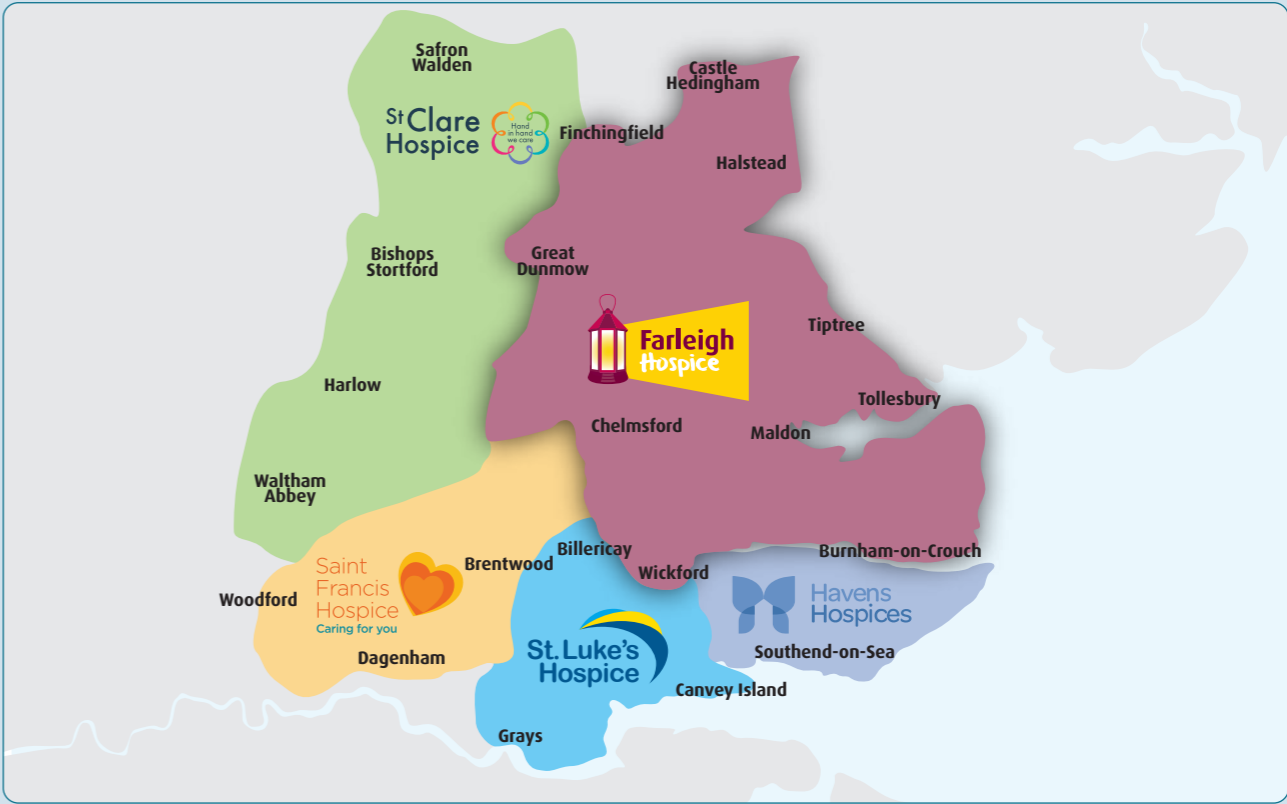 Safron
Walden
Castle
Hedingham
St Clare
Hospice
Hand
in hand
we care
Finchingfield
Halstead
Bishops
Stortford
Great
Dunmow
Farleigh
Hospice
Tiptree
Harlow
Tollesbury
Chelmsford
Maldon
Waltham
Abbey
Billericay
Burnham-on-Crouch
Brentwood
Wickford
Saint
Francis
Hospice
Caring for you
Woodford
Havens
Hospices
St. Luke's
Hospice
Southend-on-Sea
Dagenham
Canvey Island
Grays